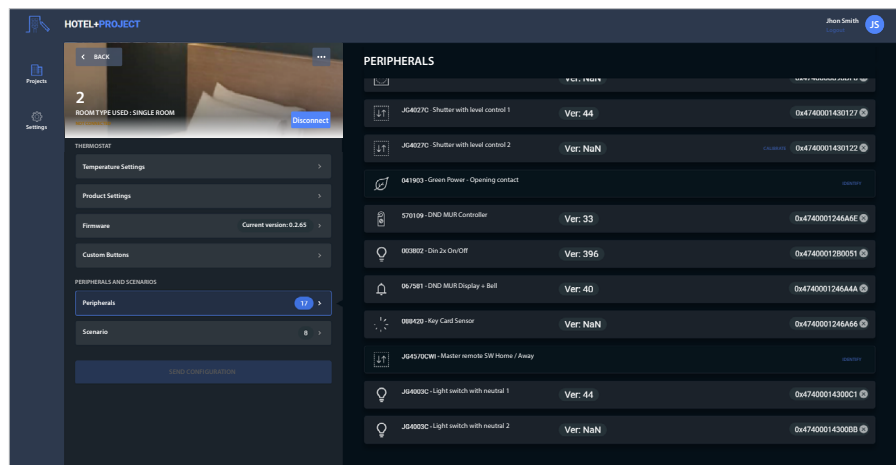 HOTEL+PROJECT
Jhon Smith
Logout
JS
Projects
Settings
BACK
2
ROOM TYPE USED : SINGLE ROOM
Disconnect
THERMOSTAT
Temperature Settings
Product Settings
Firmware
Current version: 0.2.65
Custom Buttons
PERIPHERALS AND SCENARIOS
Peripherals
17
Scenario
8
SEND CONFIGURATION
PERIPHERALS
Ver: NaN
JG4027C - Shutter with level control 1
Ver: 44
0x4740001430127
JG4027C - Shutter with level control 2
Ver: NaN
CALIBRATE
0x4740001430122
041903 - Green Power - Opening contact
IDENTIFY
570109 - DND MUR Controller
Ver: 33
0x4740001246A6E
003802 - Din 2x On/Off
Ver: 396
0x47400012B0051
067581 - DND MUR Display + Bell
Ver: 40
0x4740001246A4A
088420 - Key Card Sensor
Ver: NaN
0x4740001246A66
JG4570CWI - Master remote SW Home / Away
IDENTIFY
JG4003C - Light switch with neutral 1
Ver: 44
0x47400014300C1
JG4003C - Light switch with neutral 2
Ver: NaN
0x47400014300BB